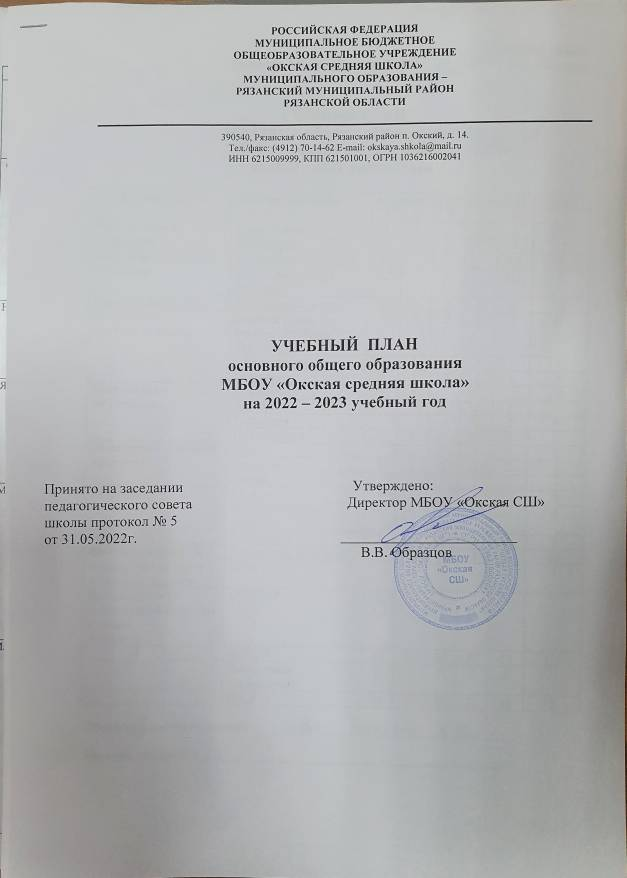 РОССИЙСКАЯ ФЕДЕРАЦИЯ
МУНИЦИПАЛЬНОЕ БЮДЖЕТНОЕ
ОБЩЕОБРАЗОВАТЕЛЬНОЕ УЧРЕЖДЕНИЕ
«ОКСКАЯ СРЕДНЯЯ ШКОЛА»
МУНИЦИПАЛЬНОГО ОБРАЗОВАНИЯ –
РЯЗАНСКИЙ МУНИЦИПАЛЬНЫЙ РАЙОН
РЯЗАНСКОЙ ОБЛАСТИ
390540, Рязанская область, Рязанский район п. Окский, д. 14.
Тел./факс: (4912) 70-14-62 E-mail: okskaya.shkola@mail.ru
ИНН 6215009999, КПП 621501001, ОГРН 1036216002041
УЧЕБНЫЙ ПЛАН
основного общего образования
МБОУ «Окская средняя школа»
на 2022 – 2023 учебный год
Принято на заседании
педагогического совета
школы протокол № 5
от 31.05.2022г.
Утверждено:
Директор МБОУ «Окская СШ»
В.В. Образцов
МБОУ
«Окская
СШ»